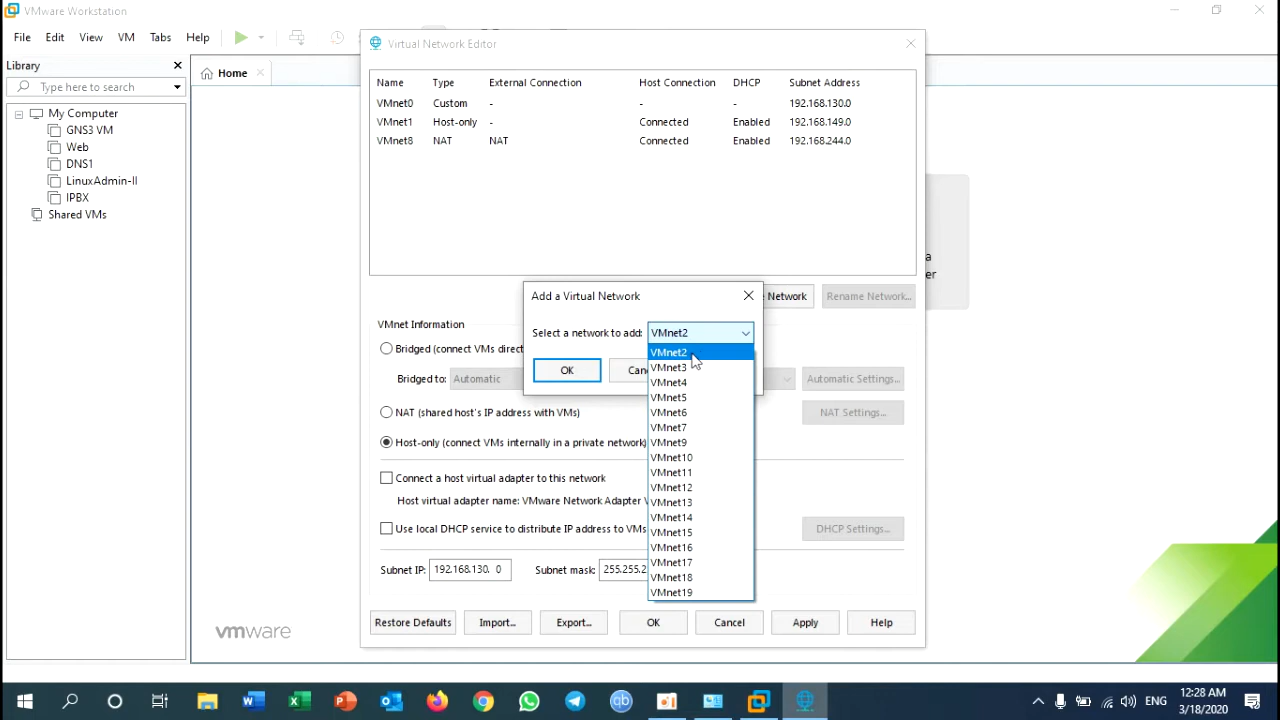 VMware Workstation
File Edit View VM Tabs Help
Library
Type here to search
My Computer
GNS3 VM
Web
DNS1
LinuxAdmin-II
IPBX
Shared VMs
Home
Virtual Network Editor
Name Type External Connection Host Connection DHCP Subnet Address
VMnet0 Custom - - - 192.168.130.0
VMnet1 Host-only - Connected Enabled 192.168.149.0
VMnet8 NAT NAT Connected Enabled 192.168.244.0
a
er
Network Rename Network...
Add a Virtual Network
Select a network to add: VMnet2
OK
VMnet2
VMnet3
VMnet4
VMnet5
VMnet6
VMnet7
VMnet9
VMnet10
VMnet11
VMnet12
VMnet13
VMnet14
VMnet15
VMnet16
VMnet17
VMnet18
VMnet19
VMnet Information
Bridged (connect VMs direct
Bridged to: Automatic Automatic Settings...
NAT (shared host's IP address with VMs) NAT Settings...
Host-only (connect VMs internally in a private network)
Connect a host virtual adapter to this network
Host virtual adapter name: VMware Network Adapter V
Use local DHCP service to distribute IP address to VMs DHCP Settings...
Subnet IP: 192.168.130. 0 Subnet mask: 255.255.2
Restore Defaults Import... Export... OK Cancel Apply Help
vmware
ENG
12:28 AM
3/18/2020